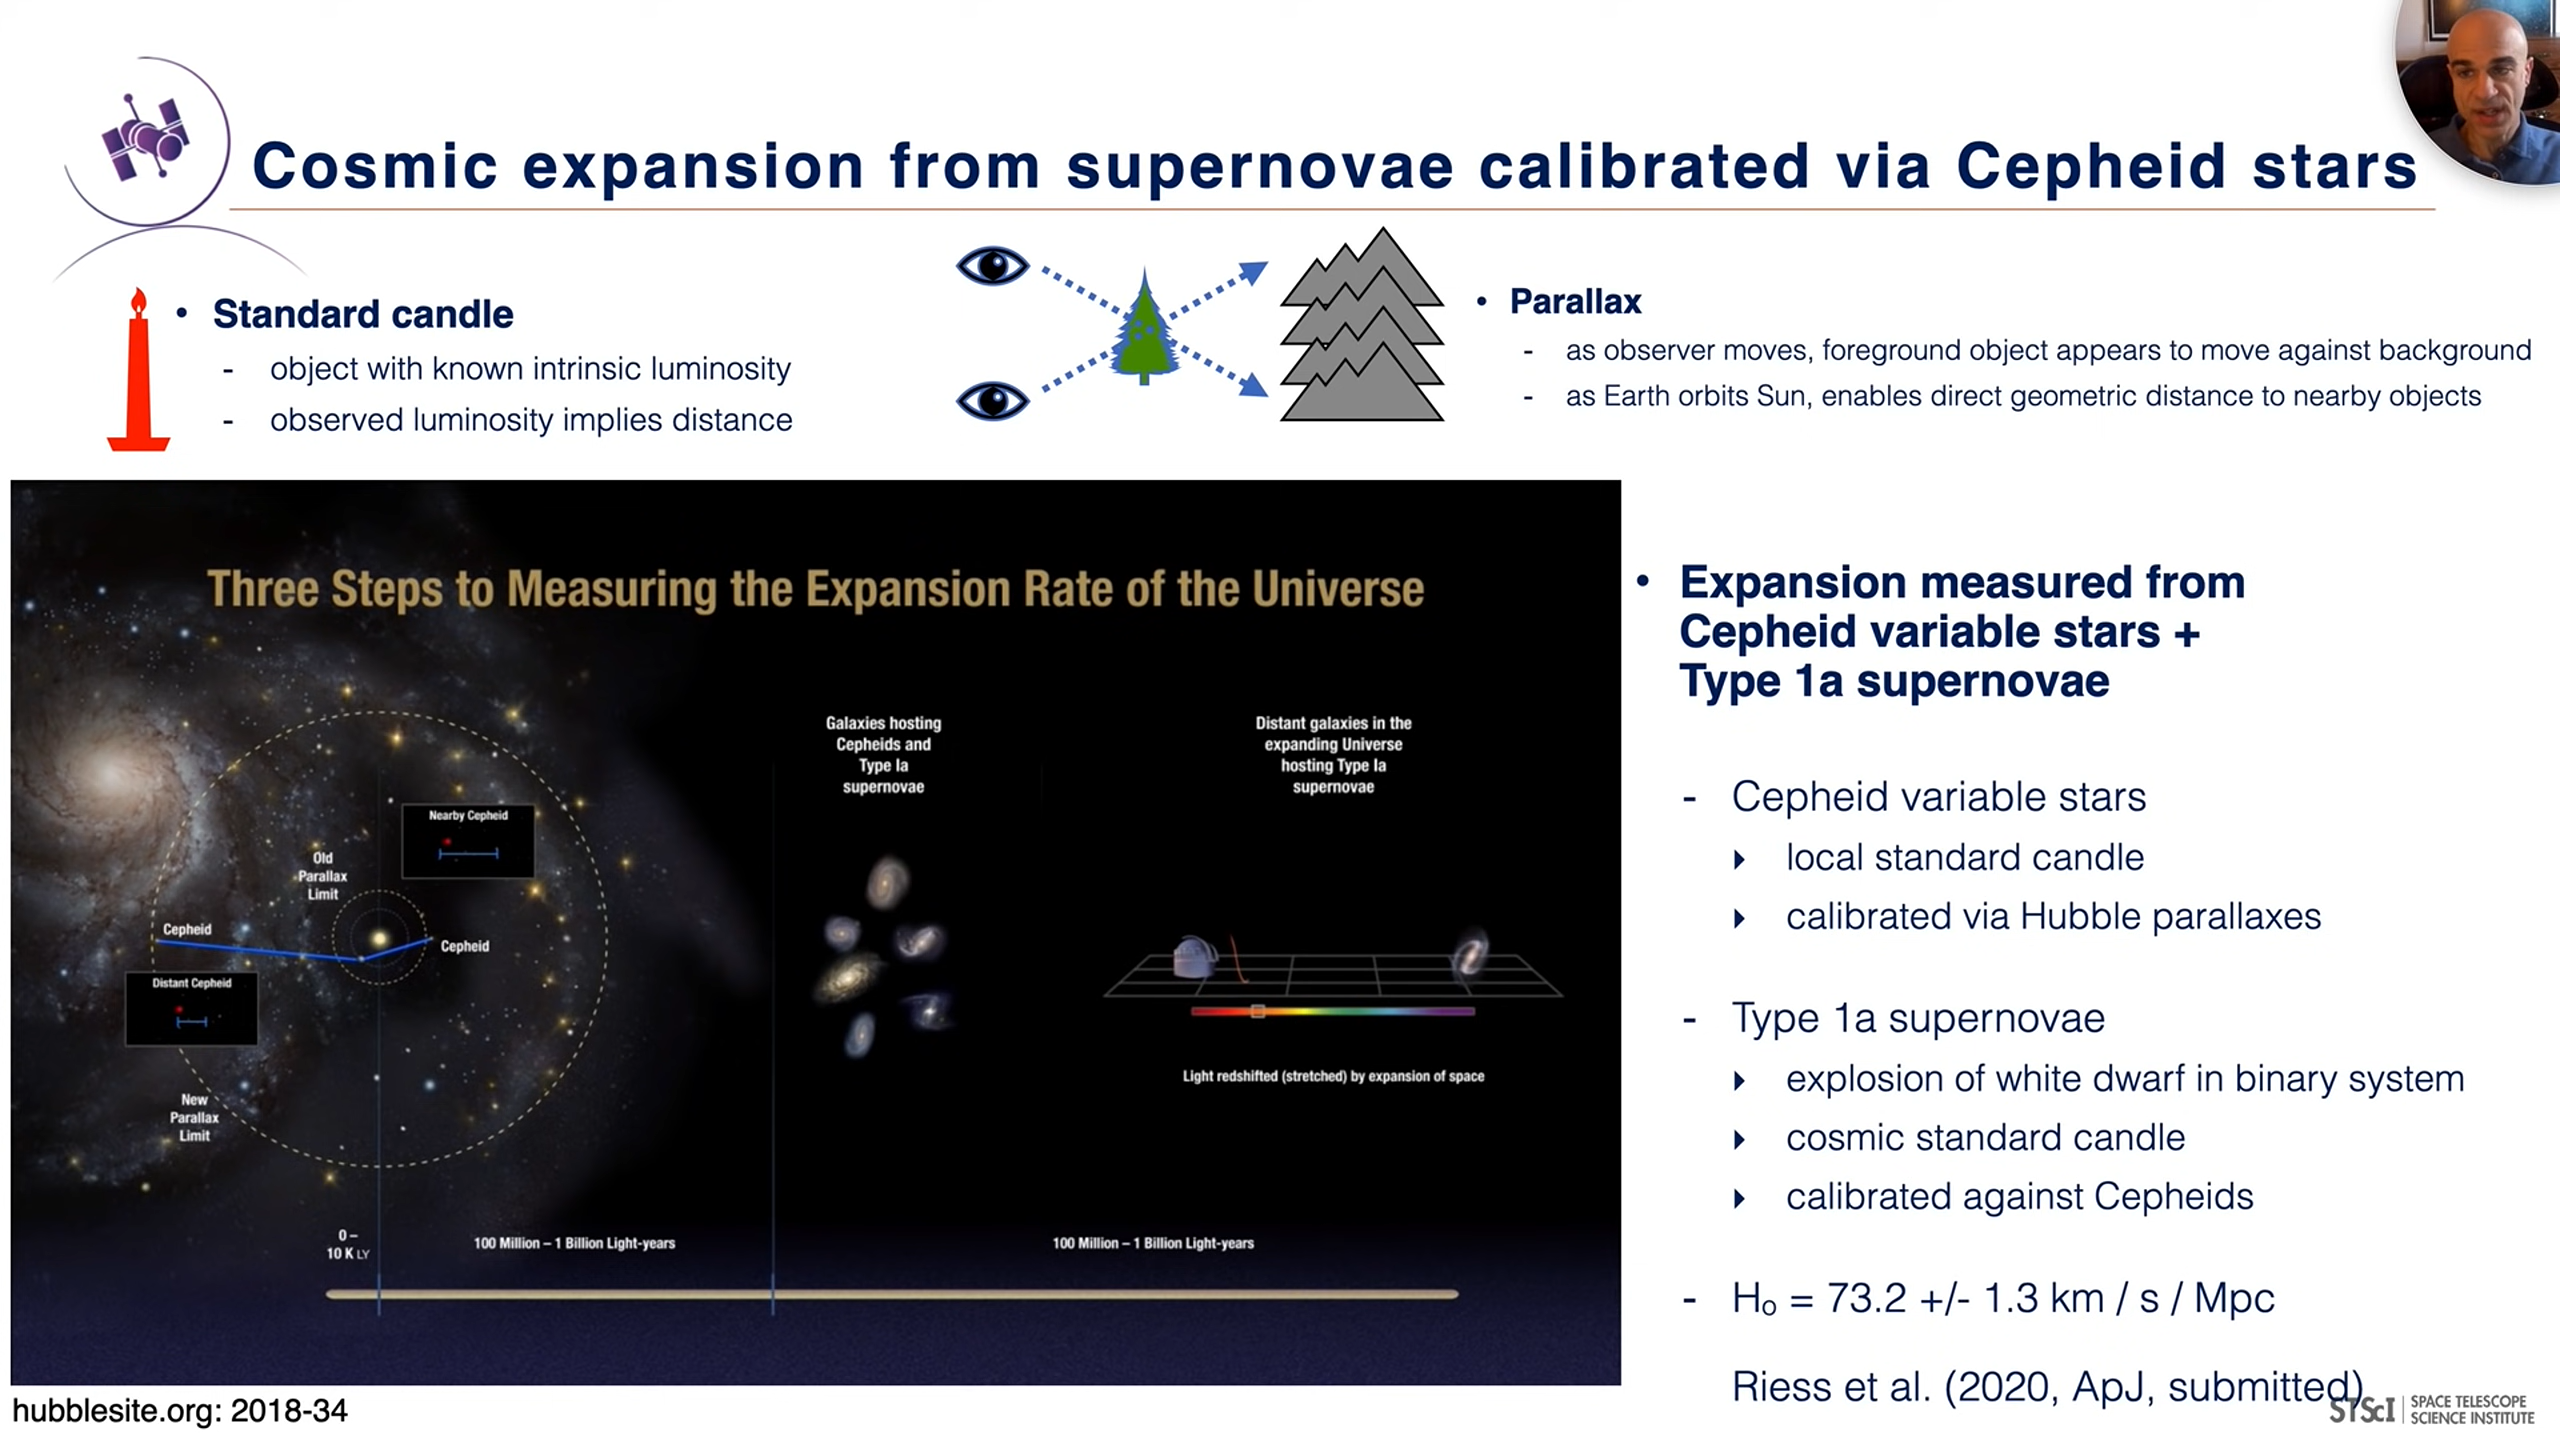 Cosmic expansion from supernovae calibrated via Cepheid stars
• Standard candle
- object with known intrinsic luminosity
- observed luminosity implies distance
• Parallax
- as observer moves, foreground object appears to move against background
- as Earth orbits Sun, enables direct geometric distance to nearby objects
Three Steps to Measuring the Expansion Rate of the Universe
Nearby Cepheid
Old
Parallax
Limit
Cepheid
Cepheid
Distant Cepheid
New
Parallax
Limit
Galaxies hosting
Cepheids and
Type Ia
supernovae
Distant galaxies in the
expanding Universe
hosting Type Ia
supernovae
Light redshifted (stretched) by expansion of space
0 –
10 K LY
100 Million – 1 Billion Light-years
100 Million – 1 Billion Light-years
hubblesite.org: 2018-34
• Expansion measured from
Cepheid variable stars +
Type 1a supernovae
- Cepheid variable stars
‣ local standard candle
‣ calibrated via Hubble parallaxes
- Type 1a supernovae
‣ explosion of white dwarf in binary system
‣ cosmic standard candle
‣ calibrated against Cepheids
- H₀ = 73.2 +/- 1.3 km / s / Mpc
Riess et al. (2020, ApJ, submitted)
STScI | SPACE TELESCOPE
SCIENCE INSTITUTE